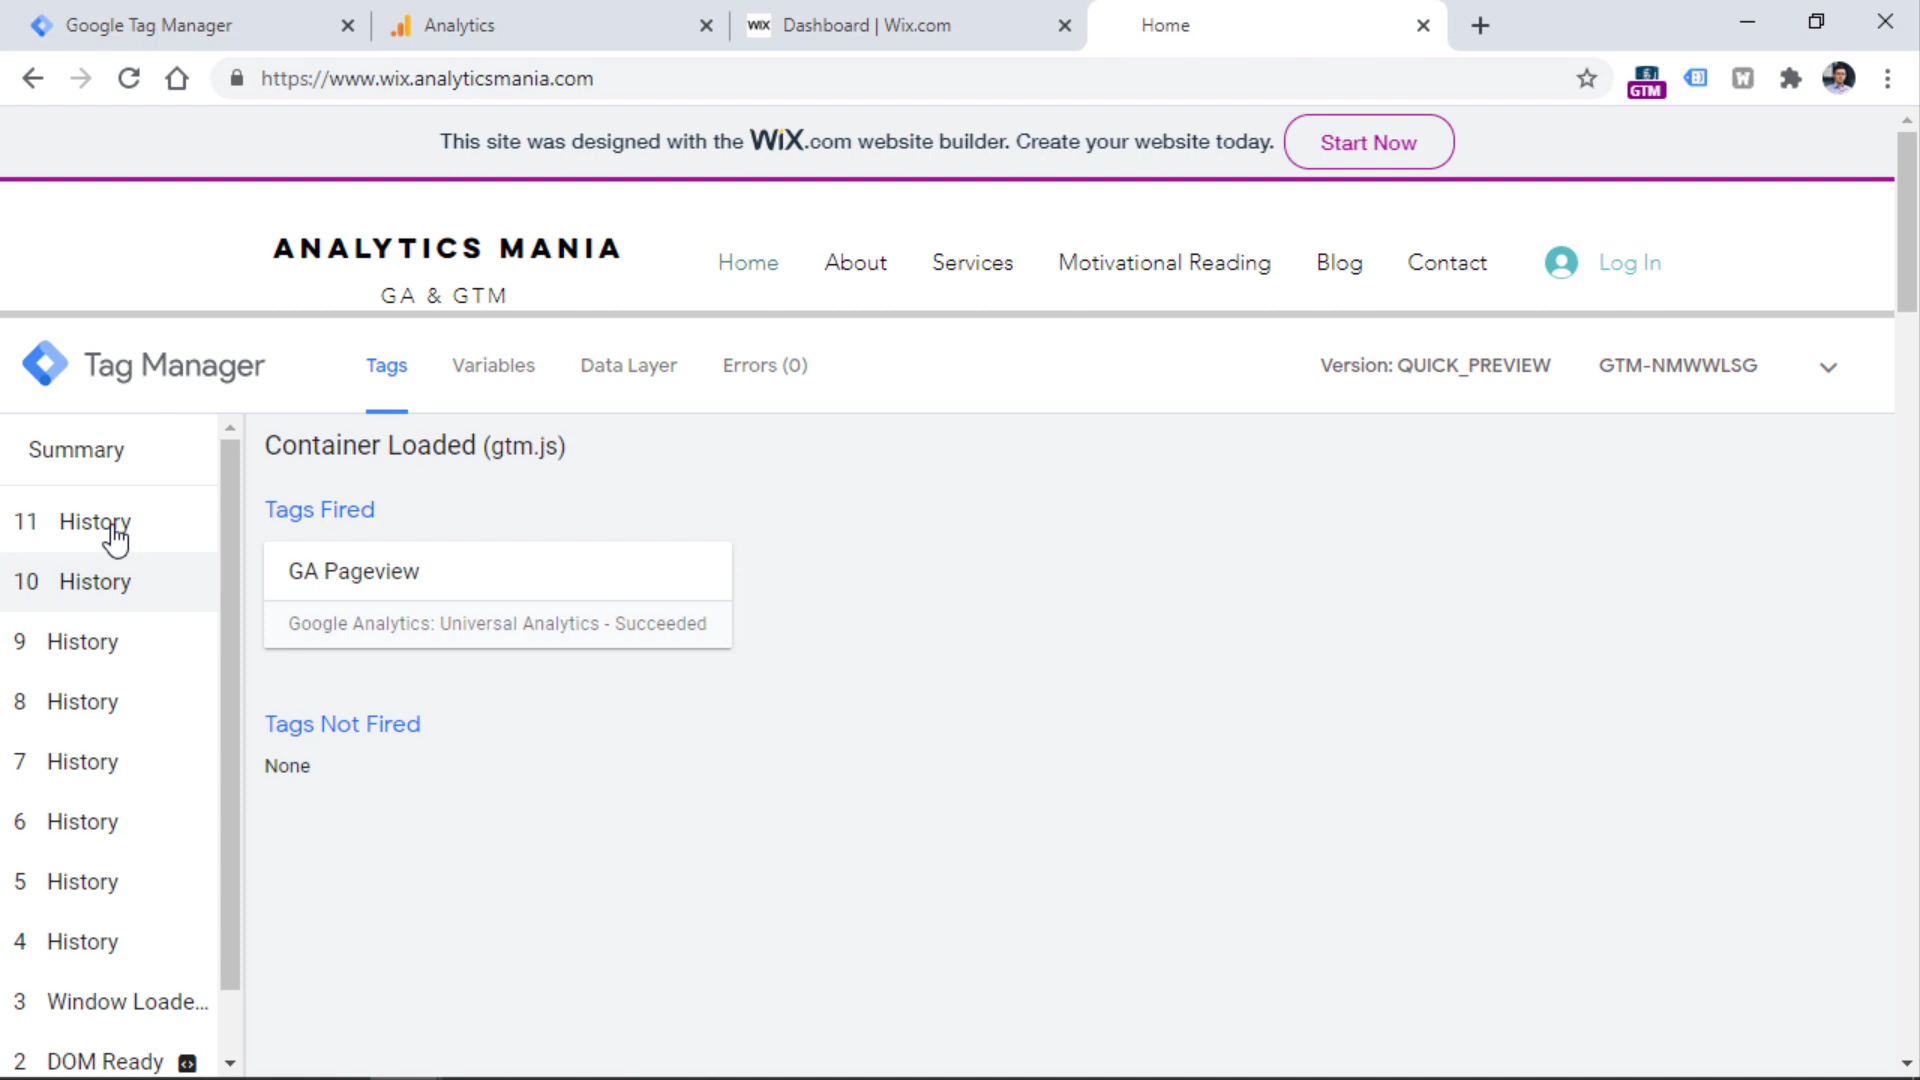 Google Tag Manager
Analytics
WiX Dashboard | Wix.com
Home
https://www.wix.analyticsmania.com
GTM
W
This site was designed with the WiX.com website builder. Create your website today.
Start Now
ANALYTICS MANIA
GA & GTM
Home
About
Services
Motivational Reading
Blog
Contact
Log In
Tag Manager
Tags
Variables
Data Layer
Errors (0)
Version: QUICK_PREVIEW
GTM-NMWWLSG
Summary
11 History
10 History
9 History
8 History
7 History
6 History
5 History
4 History
3 Window Loade...
2 DOM Ready
Container Loaded (gtm.js)
Tags Fired
GA Pageview
Google Analytics: Universal Analytics - Succeeded
Tags Not Fired
None